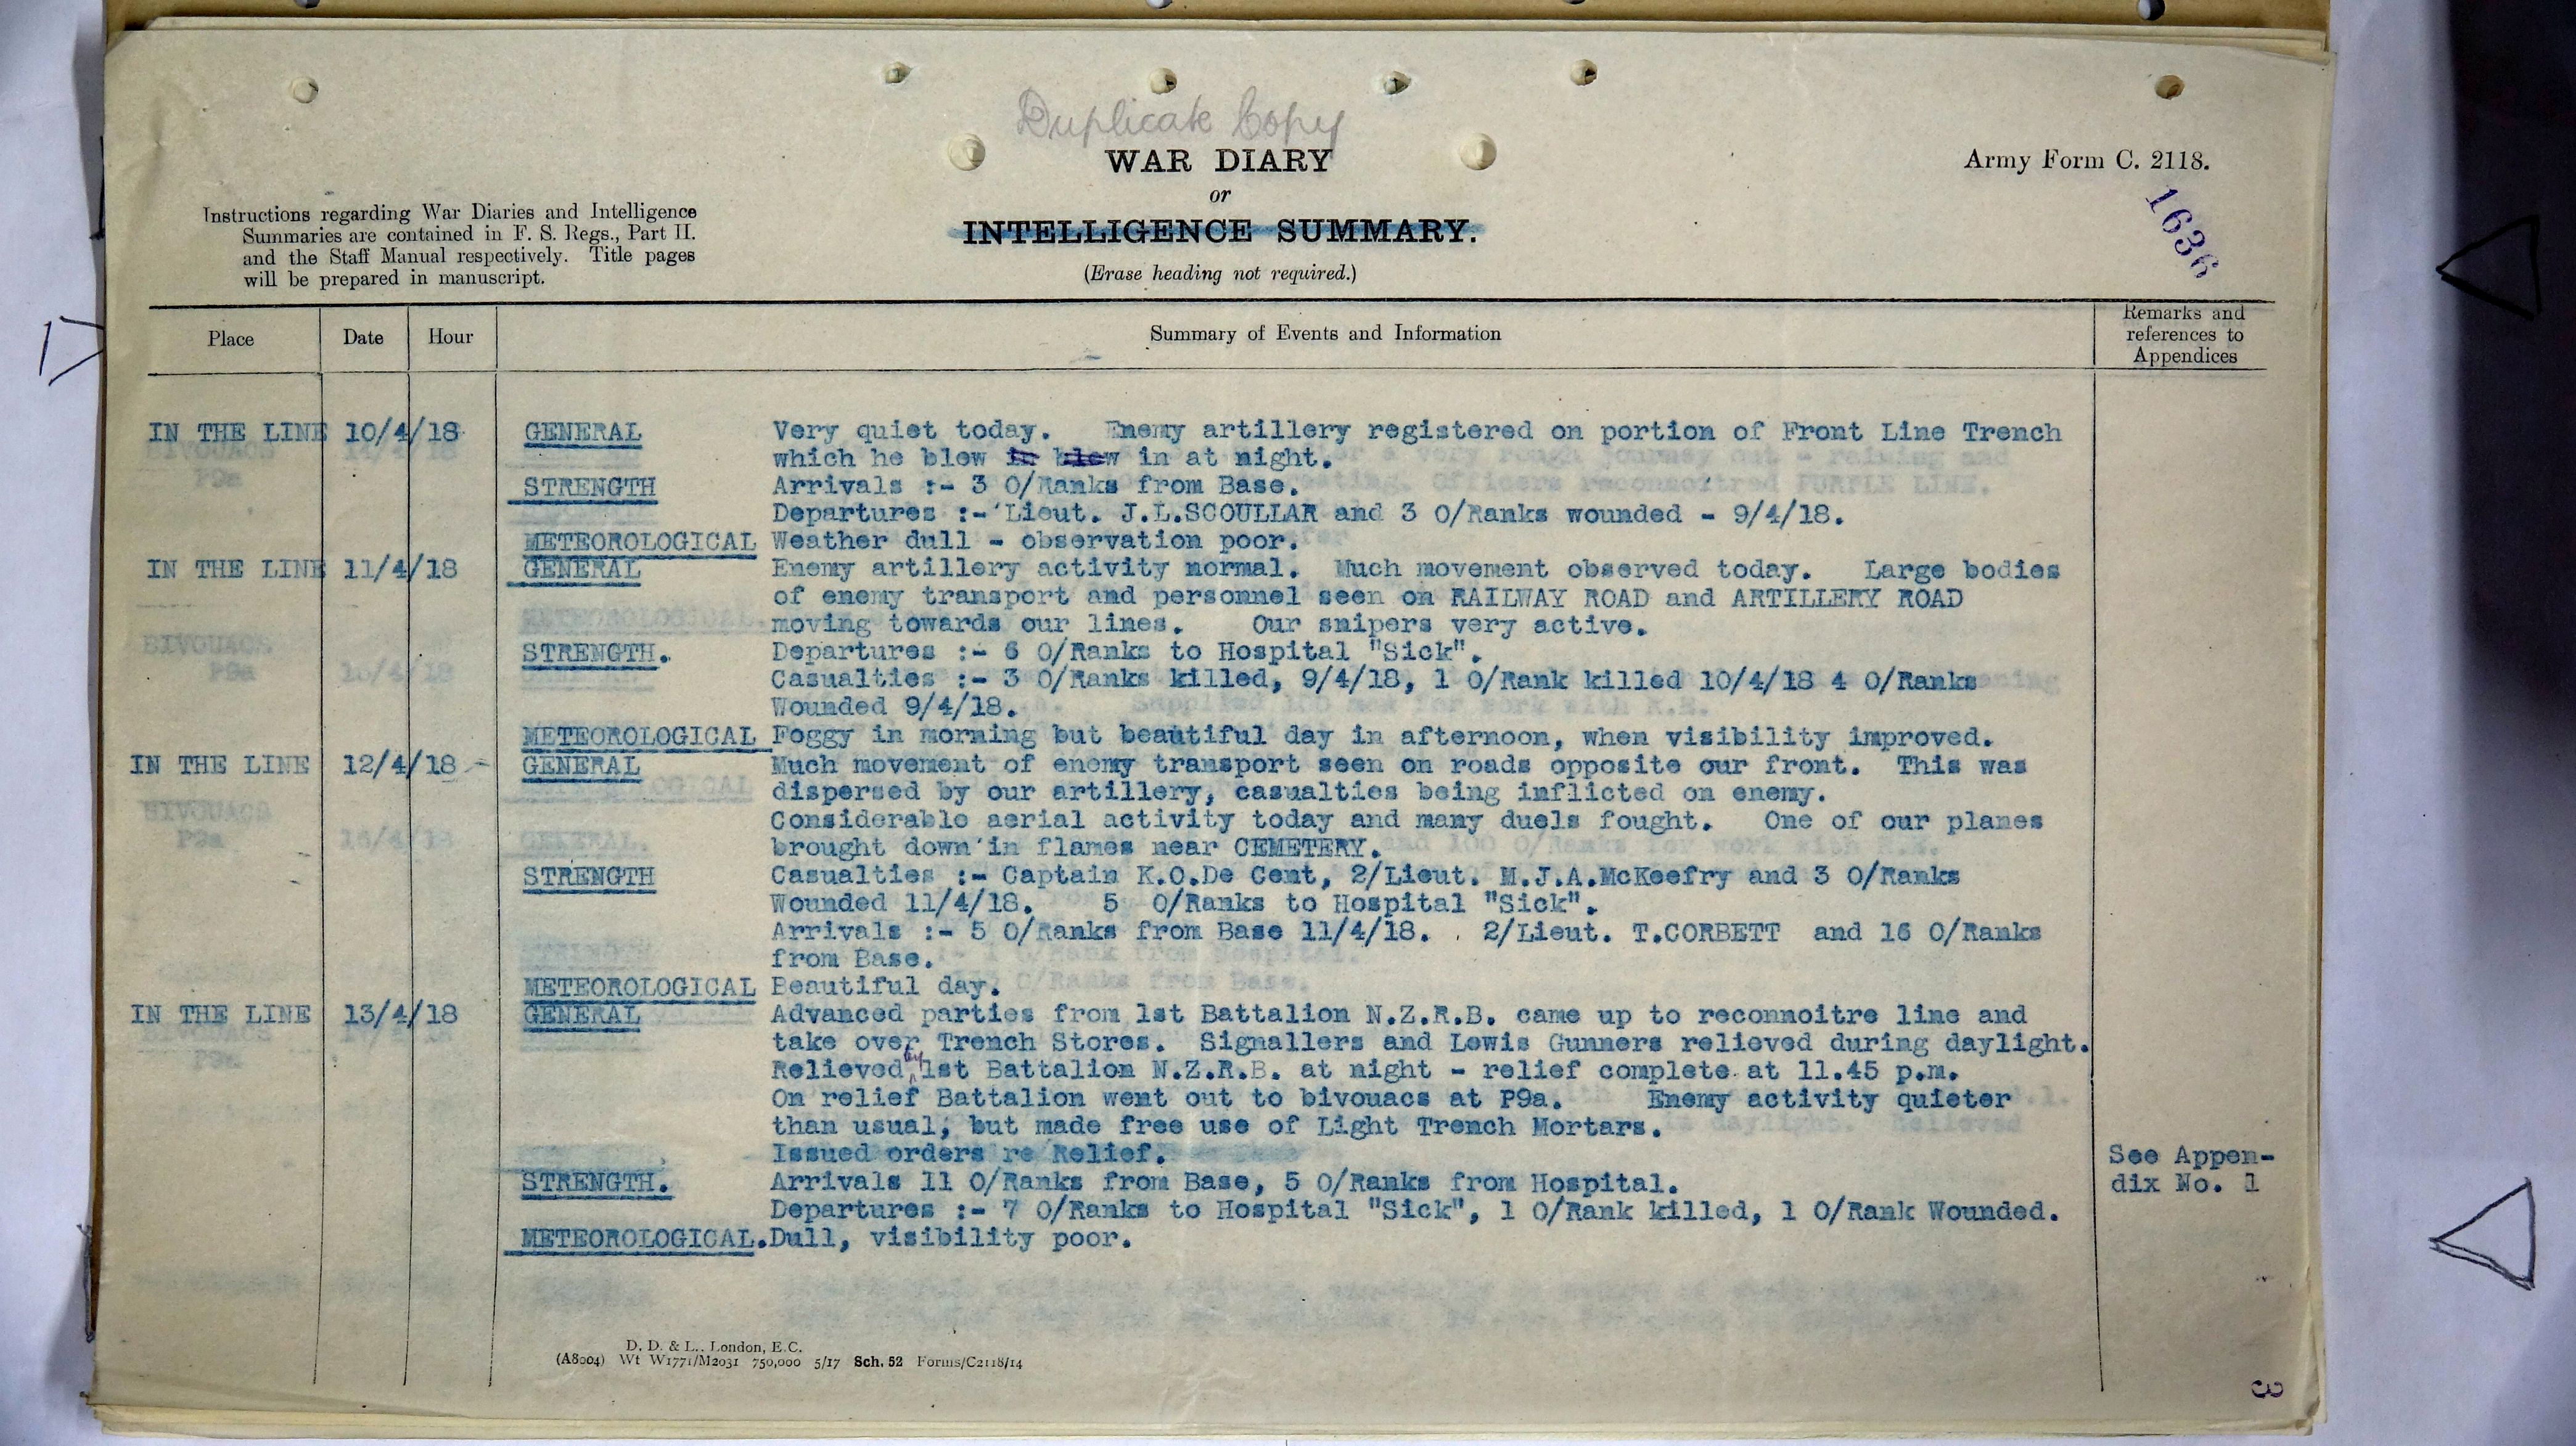 Duplicate Copy
WAR DIARY
or
INTELLIGENCE SUMMARY.
(Erase heading not required.)
Army Form C. 2118.
1636
Instructions regarding War Diaries and Intelligence
Summaries are contained in F. S. Regs., Part II.
and the Staff Manual respectively. Title pages
will be prepared in manuscript.
Place Date Hour Summary of Events and Information Remarks and
references to
Appendices
IN THE LINE 10/4/18 GENERAL Very quiet today. Enemy artillery registered on portion of Front Line Trench
which he blew in blew in at night.
STRENGTH Arrivals :- 3 O/Ranks from Base.
Departures :- Lieut. J.L.SCOULLAR and 3 O/Ranks wounded - 9/4/18.
METEOROLOGICAL Weather dull - observation poor.
IN THE LINE 11/4/18 GENERAL Enemy artillery activity normal. Much movement observed today. Large bodies
of enemy transport and personnel seen on RAILWAY ROAD and ARTILLERY ROAD
moving towards our lines. Our snipers very active.
STRENGTH. Departures :- 6 O/Ranks to Hospital "Sick".
Casualties :- 3 O/Ranks killed, 9/4/18, 1 O/Rank killed 10/4/18 4 O/Ranks
Wounded 9/4/18.
METEOROLOGICAL Foggy in morning but beautiful day in afternoon, when visibility improved.
IN THE LINE 12/4/18 GENERAL Much movement of enemy transport seen on roads opposite our front. This was
dispersed by our artillery, casualties being inflicted on enemy.
Considerable aerial activity today and many duels fought. One of our planes
brought down in flames near CEMETERY.
STRENGTH Casualties :- Captain K.O.De Cent, 2/Lieut. M.J.A.McKeefry and 3 O/Ranks
Wounded 11/4/18. 5 O/Ranks to Hospital "Sick".
Arrivals :- 5 O/Ranks from Base 11/4/18. 2/Lieut. T.CORBETT and 16 O/Ranks
from Base.
METEOROLOGICAL Beautiful day.
IN THE LINE 13/4/18 GENERAL Advanced parties from 1st Battalion N.Z.R.B. came up to reconnoitre line and
take over Trench Stores. Signallers and Lewis Gunners relieved during daylight.
Relieved by 1st Battalion N.Z.R.B. at night - relief complete at 11.45 p.m.
On relief Battalion went out to bivouacs at P9a. Enemy activity quieter
than usual, but made free use of Light Trench Mortars.
Issued orders re Relief. See Appen-
STRENGTH. Arrivals 11 O/Ranks from Base, 5 O/Ranks from Hospital. dix No. 1
Departures :- 7 O/Ranks to Hospital "Sick", 1 O/Rank killed, 1 O/Rank Wounded.
METEOROLOGICAL. Dull, visibility poor.
D. D. & L., London, E.C.
(A8004) Wt W1771/M2031 750,000 5/17 Sch. 52 Forms/C2118/14
3